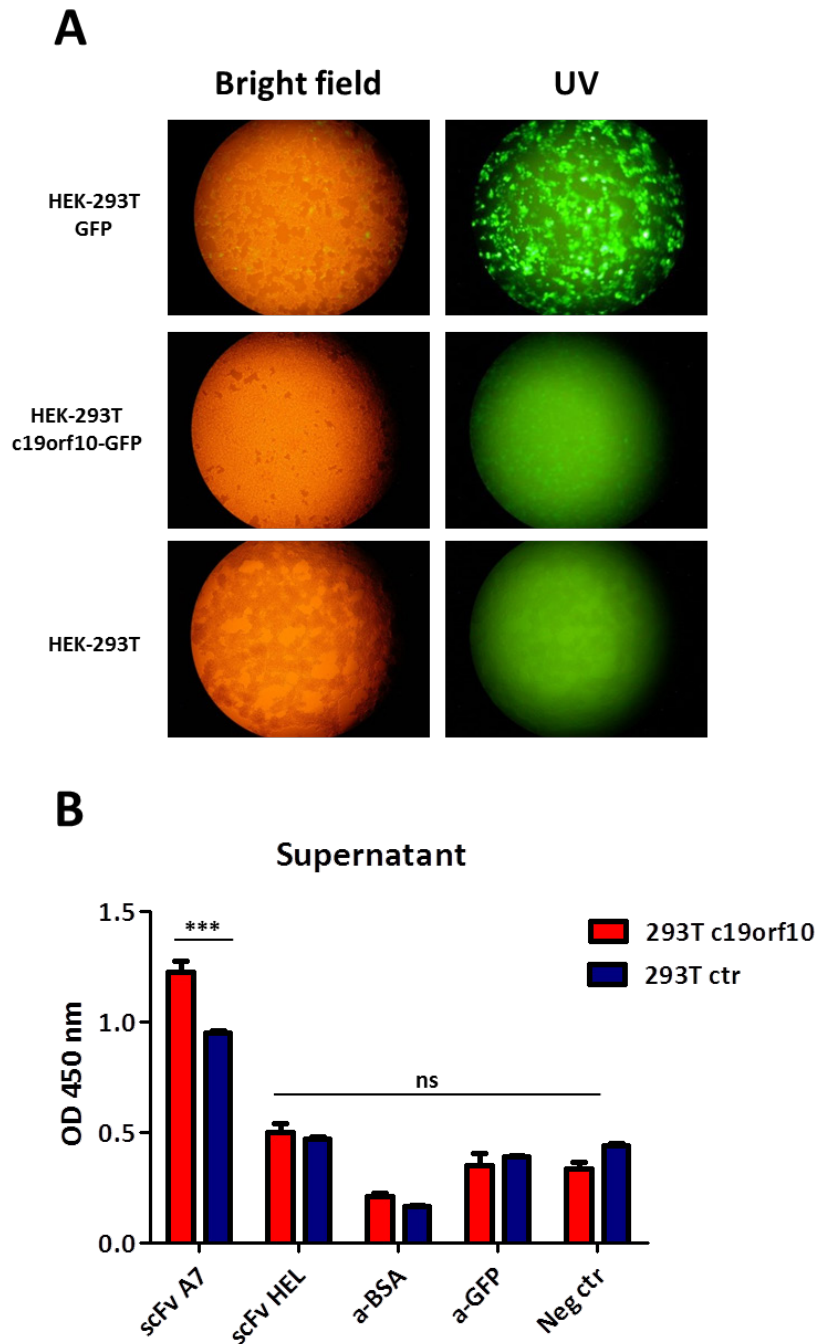 A
Bright field UV
HEK-293T
GFP
HEK-293T
c19orf10-GFP
HEK-293T
B
Supernatant
1.5
1.0
0.5
0.0
OD 450 nm
***
ns
293T c19orf10
293T ctr
scFv A7
scFv HEL
a-BSA
a-GFP
Neg ctr